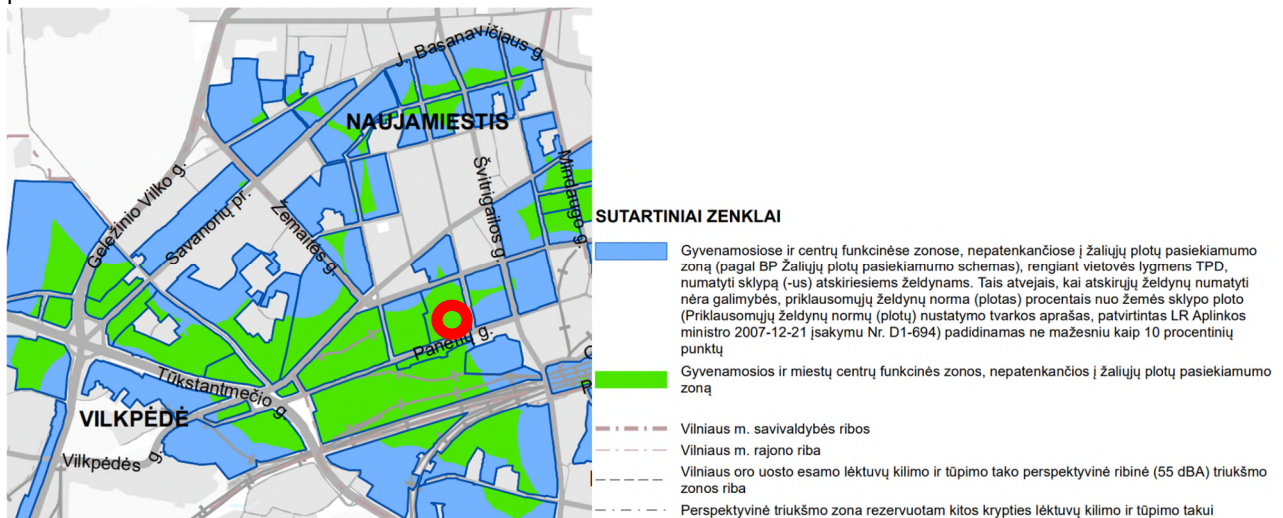 J. Basanavičiaus g.
NAUJAMIESTIS
Geležinio Vilko g.
Savanorių pr.
Žemaitės g.
Švitrigailos g.
Mindaugo g.
Panerių g.
Tūkstantmečio g.
VILKPĖDĖ
Vilkpėdės g.
SUTARTINIAI ZENKLAI
Gyvenamosiose ir centrų funkcinėse zonose, nepatenkančiose į žaliųjų plotų pasiekiamumo
zoną (pagal BP Žaliųjų plotų pasiekiamumo schemas), rengiant vietovės lygmens TPD,
numatyti sklypą (-us) atskiriesiems želdynams. Tais atvejais, kai atskirųjų želdynų numatyti
nėra galimybės, priklausomųjų želdynų norma (plotas) procentais nuo žemės sklypo ploto
(Priklausomųjų želdynų normų (plotų) nustatymo tvarkos aprašas, patvirtintas LR Aplinkos
ministro 2007-12-21 įsakymu Nr. D1-694) padidinamas ne mažesniu kaip 10 procentinių
punktų
Gyvenamosios ir miestų centrų funkcinės zonos, nepatenkančios į žaliųjų plotų pasiekiamumo
zoną
Vilniaus m. savivaldybės ribos
Vilniaus m. rajono riba
Vilniaus oro uosto esamo lėktuvų kilimo ir tūpimo tako perspektyvinė ribinė (55 dBA) triukšmo
zonos riba
Perspektyvinė triukšmo zona rezervuotam kitos krypties lėktuvų kilimo ir tūpimo takui